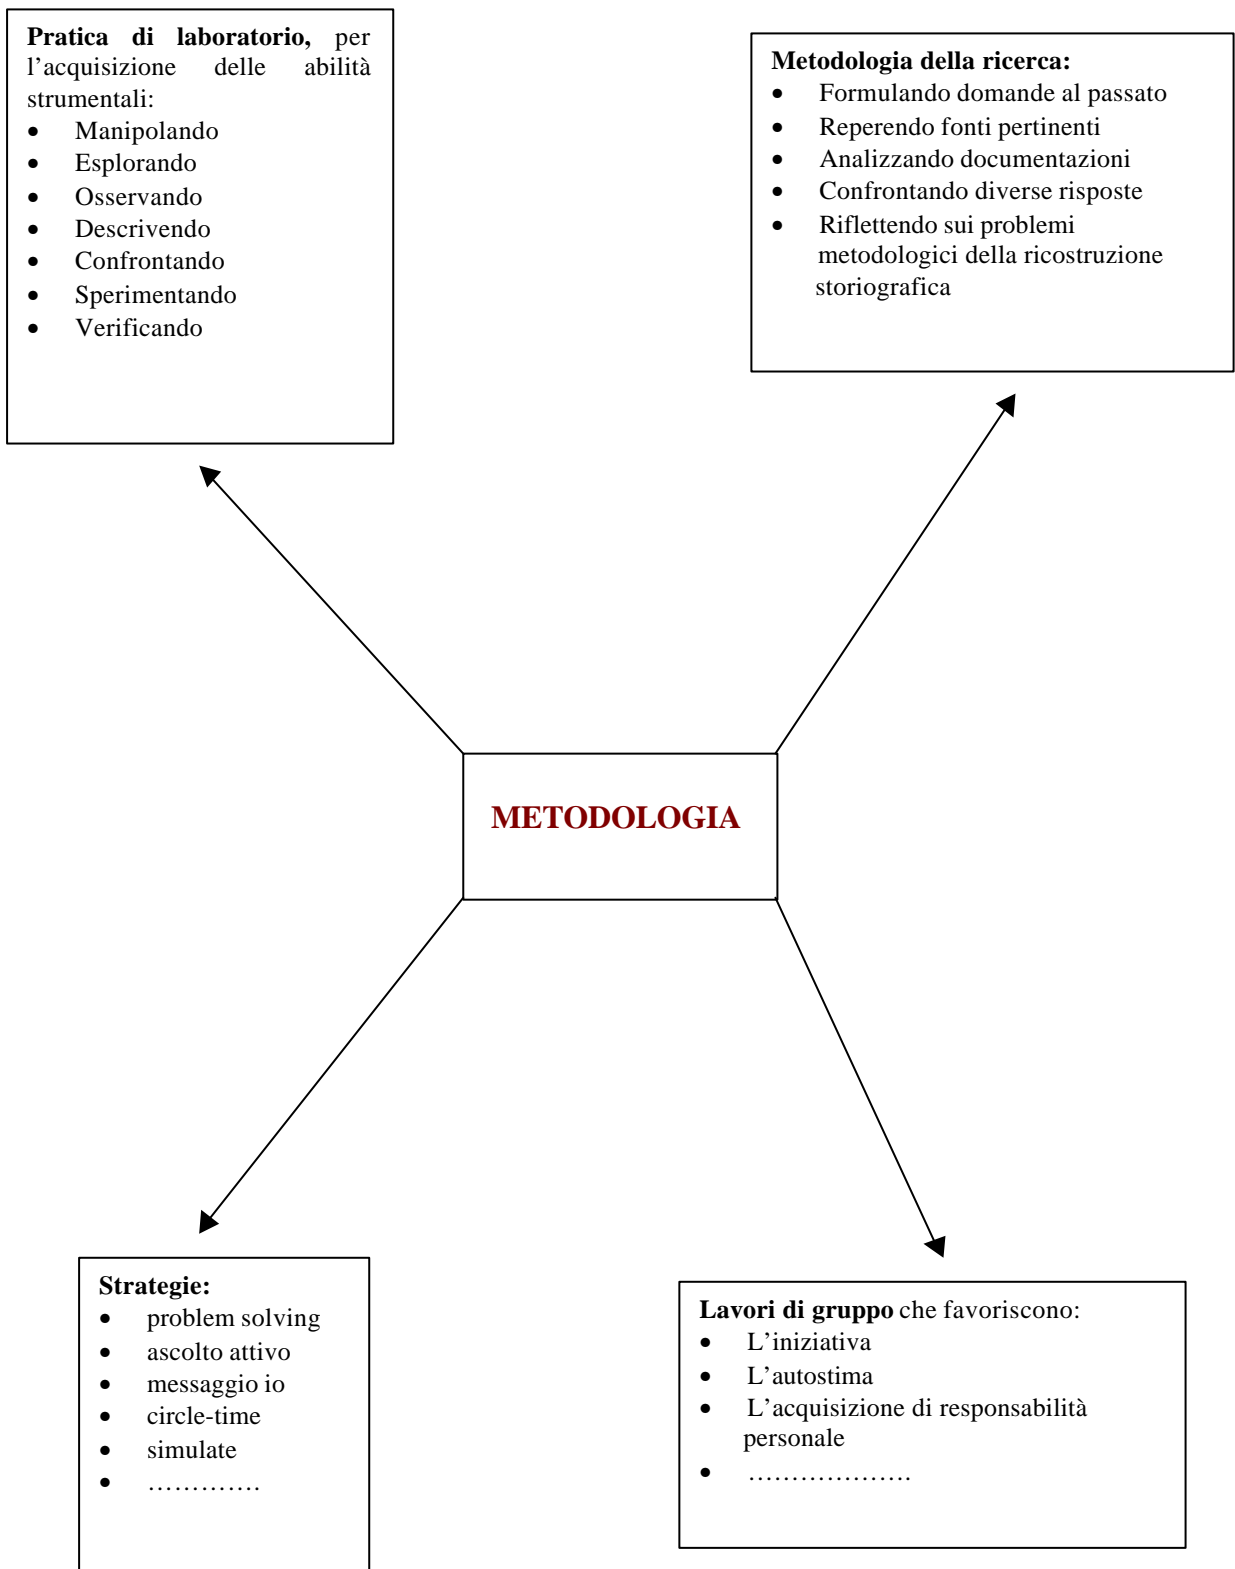 Pratica di laboratorio, per
l’acquisizione delle abilità
strumentali:
• Manipolando
• Esplorando
• Osservando
• Descrivendo
• Confrontando
• Sperimentando
• Verificando
Metodologia della ricerca:
• Formulando domande al passato
• Reperendo fonti pertinenti
• Analizzando documentazioni
• Confrontando diverse risposte
• Riflettendo sui problemi
metodologici della ricostruzione
storiografica
METODOLOGIA
Strategie:
• problem solving
• ascolto attivo
• messaggio io
• circle-time
• simulate
• ………….
Lavori di gruppo che favoriscono:
• L’iniziativa
• L’autostima
• L’acquisizione di responsabilità
personale
• ……………….